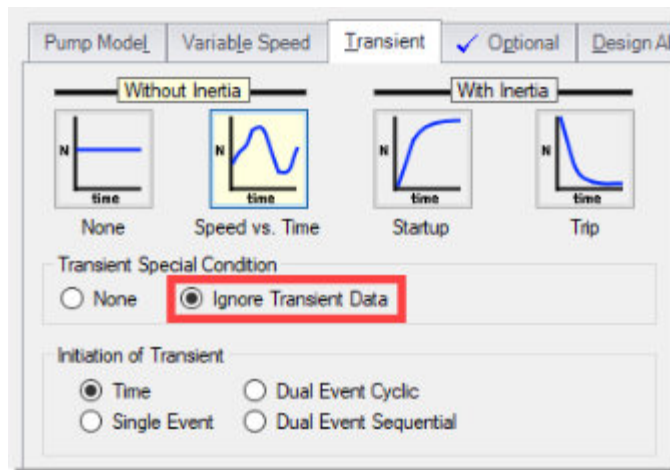 Pump Model Variable Speed Transient Optional Design Al
Without Inertia With Inertia
N N N N
time time time time
None Speed vs. Time Startup Trip
Transient Special Condition
None Ignore Transient Data
Initiation of Transient
Time Dual Event Cyclic
Single Event Dual Event Sequential